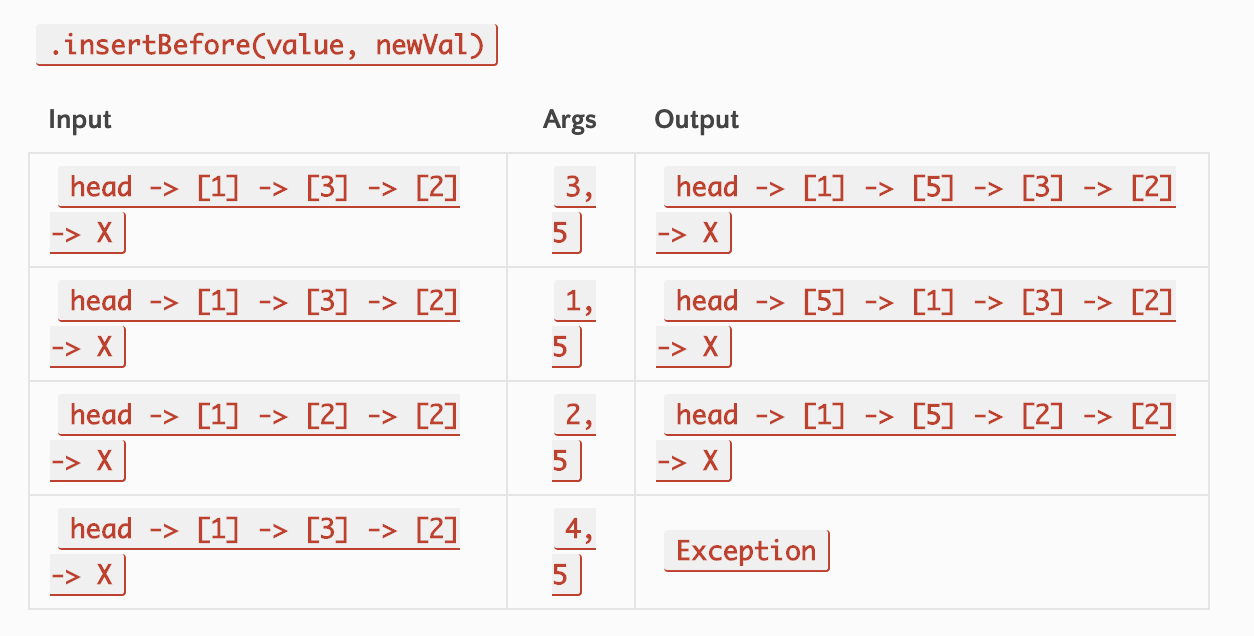 .insertBefore(value, newVal)
Input Args Output
head -> [1] -> [3] -> [2] 3, head -> [1] -> [5] -> [3] -> [2]
-> X 5 -> X
head -> [1] -> [3] -> [2] 1, head -> [5] -> [1] -> [3] -> [2]
-> X 5 -> X
head -> [1] -> [2] -> [2] 2, head -> [1] -> [5] -> [2] -> [2]
-> X 5 -> X
head -> [1] -> [3] -> [2] 4, Exception
-> X 5